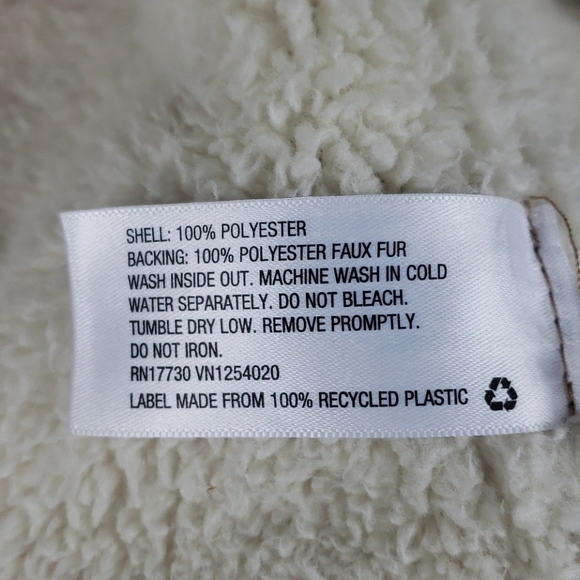 SHELL: 100% POLYESTER
BACKING: 100% POLYESTER FAUX FUR
WASH INSIDE OUT. MACHINE WASH IN COLD
WATER SEPARATELY. DO NOT BLEACH.
TUMBLE DRY LOW. REMOVE PROMPTLY.
DO NOT IRON.
RN17730 VN1254020
LABEL MADE FROM 100% RECYCLED PLASTIC